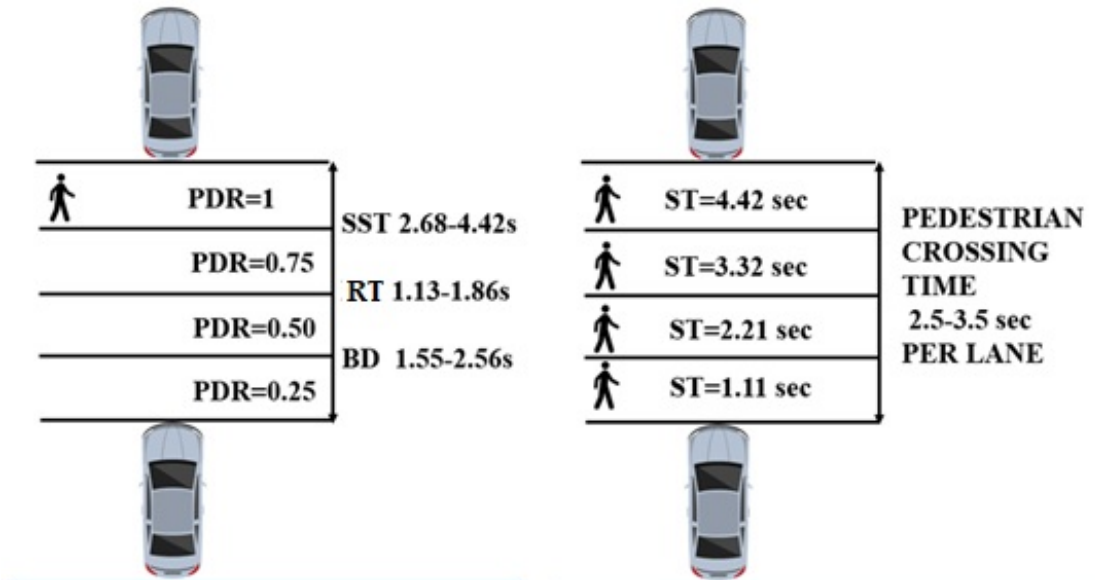 PDR=1
SST 2.68-4.42s
PDR=0.75
RT 1.13-1.86s
PDR=0.50
BD 1.55-2.56s
PDR=0.25
ST=4.42 sec
ST=3.32 sec
ST=2.21 sec
ST=1.11 sec
PEDESTRIAN
CROSSING
TIME
2.5-3.5 sec
PER LANE